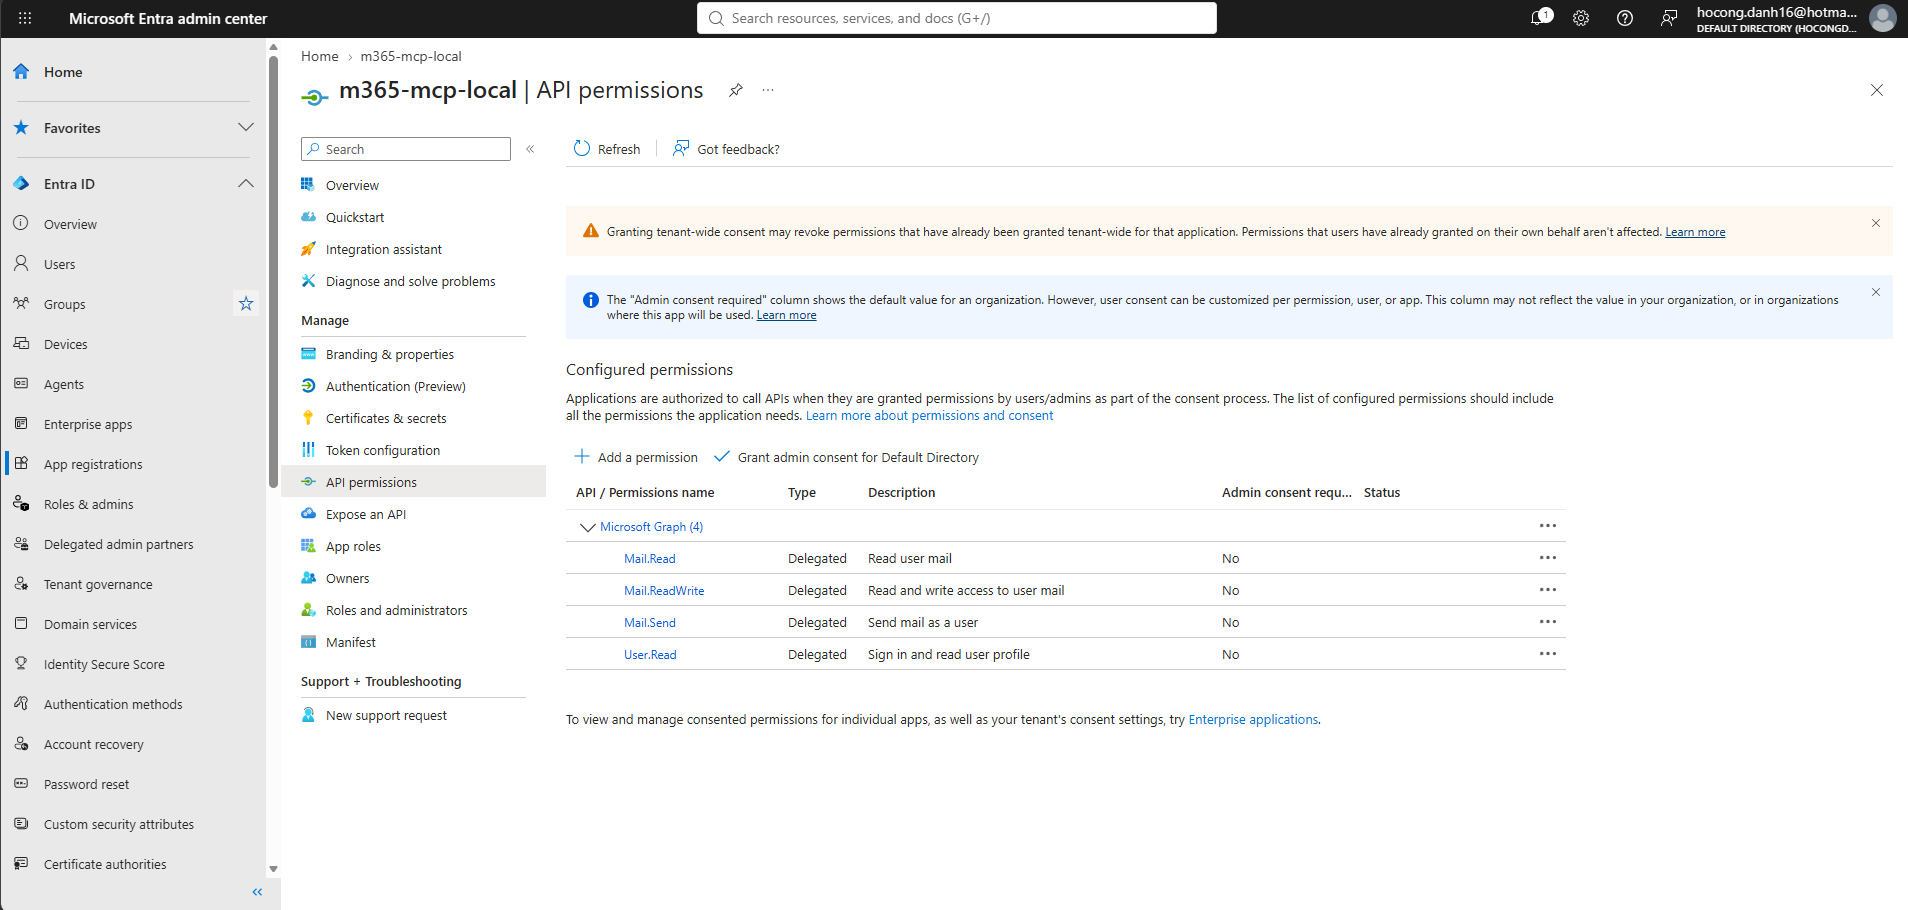 Microsoft Entra admin center
Search resources, services, and docs (G+/)
1
hocong.danh16@hotma...
DEFAULT DIRECTORY (HOCONGD...
Home
Favorites
Entra ID
Overview
Users
Groups
Devices
Agents
Enterprise apps
App registrations
Roles & admins
Delegated admin partners
Tenant governance
Domain services
Identity Secure Score
Authentication methods
Account recovery
Password reset
Custom security attributes
Certificate authorities
Home > m365-mcp-local
m365-mcp-local | API permissions
Search
Overview
Quickstart
Integration assistant
Diagnose and solve problems
Manage
Branding & properties
Authentication (Preview)
Certificates & secrets
Token configuration
API permissions
Expose an API
App roles
Owners
Roles and administrators
Manifest
Support + Troubleshooting
New support request
Refresh | Got feedback?
Granting tenant-wide consent may revoke permissions that have already been granted tenant-wide for that application. Permissions that users have already granted on their own behalf aren't affected. Learn more
The "Admin consent required" column shows the default value for an organization. However, user consent can be customized per permission, user, or app. This column may not reflect the value in your organization, or in organizations
where this app will be used. Learn more
Configured permissions
Applications are authorized to call APIs when they are granted permissions by users/admins as part of the consent process. The list of configured permissions should include
all the permissions the application needs. Learn more about permissions and consent
Add a permission Grant admin consent for Default Directory
API / Permissions name Type Description Admin consent requ... Status
Microsoft Graph (4)
Mail.Read Delegated Read user mail No
Mail.ReadWrite Delegated Read and write access to user mail No
Mail.Send Delegated Send mail as a user No
User.Read Delegated Sign in and read user profile No
To view and manage consented permissions for individual apps, as well as your tenant's consent settings, try Enterprise applications.